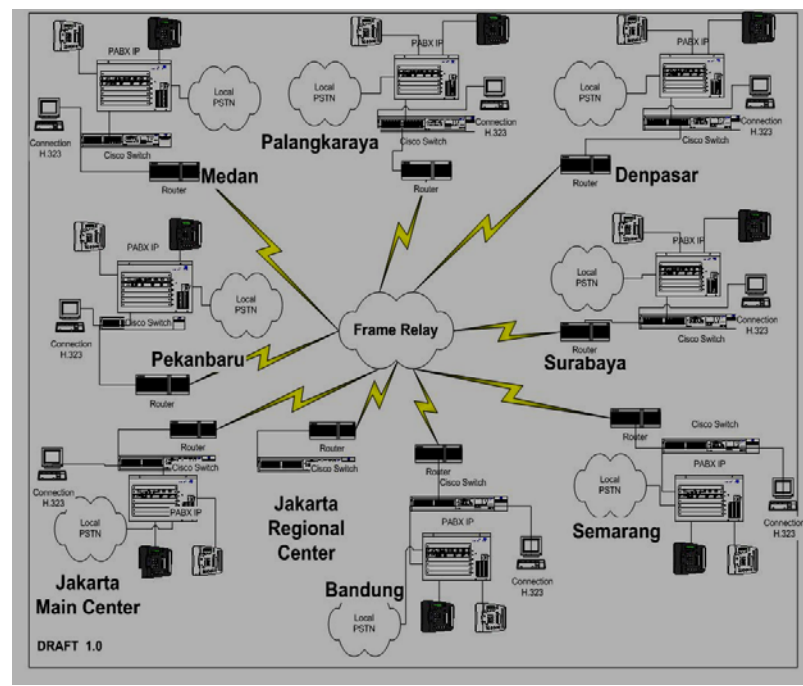 PABX IP
Local
PSTN
Connection
H.323
Cisco Switch
Router
Medan
PABX IP
Local
PSTN
Connection
H.323
Cisco Switch
Palangkaraya
Router
PABX IP
Local
PSTN
Connection
H.323
Cisco Switch
Router
Denpasar
PABX IP
Local
PSTN
Cisco Switch
Connection
H.323
Pekanbaru
Router
Frame Relay
PABX IP
Local
PSTN
Connection
H.323
Cisco Switch
Router
Surabaya
Router
Cisco Switch
Connection
H.323
PABX IP
Local
PSTN
Jakarta
Main Center
Router
Cisco Switch
Jakarta
Regional
Center
Router
Cisco Switch
PABX IP
Connection
H.323
Bandung
Local
PSTN
Router
Cisco Switch
PABX IP
Local
PSTN
Semarang
Connection
H.323
DRAFT 1.0